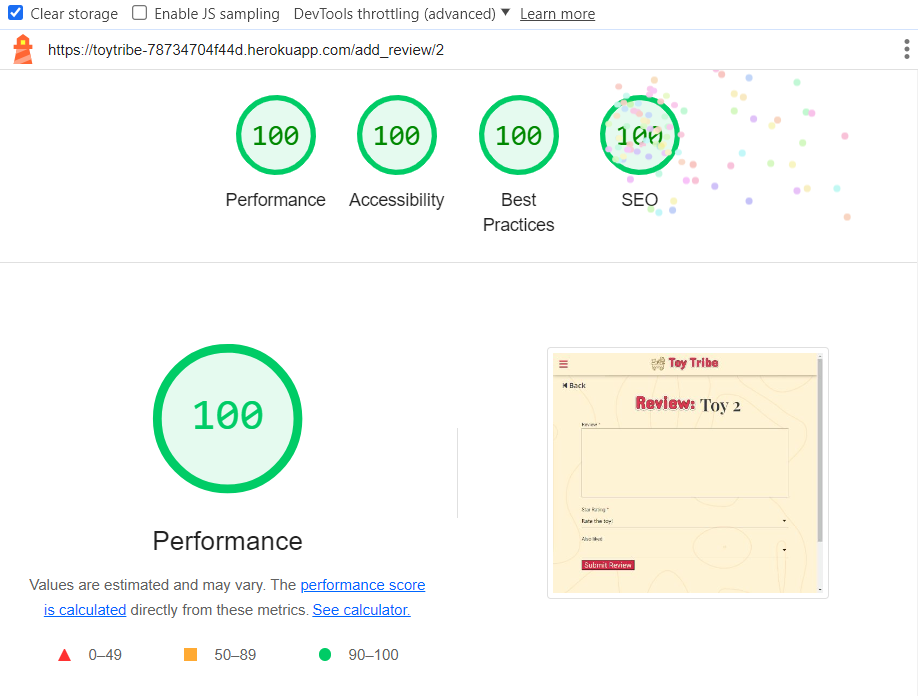 Clear storage Enable JS sampling DevTools throttling (advanced) Learn more
https://toytribe-78734704f44d.herokuapp.com/add_review/2
100 100 100 100
Performance Accessibility Best Practices SEO
100
Performance
Values are estimated and may vary. The performance score
is calculated directly from these metrics. See calculator.
0–49 50–89 90–100
Toy Tribe
Back
Review: Toy 2
Review *
Star Rating *
Rate the toy!
Also liked
Submit Review